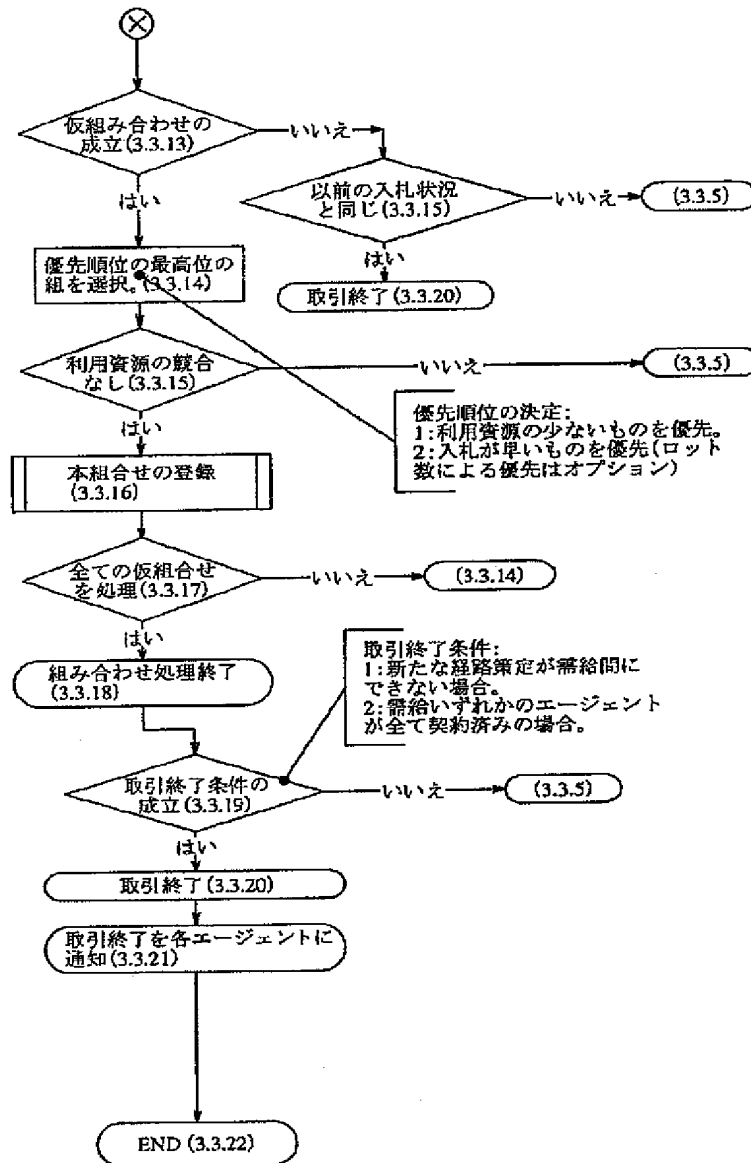 仮組み合わせの
成立(3.3.13)
いいえ
はい
以前の入札状況
と同じ(3.3.15)
いいえ
(3.3.5)
はい
取引終了(3.3.20)
優先順位の最高位の
組を選択。(3.3.14)
利用資源の競合
なし(3.3.15)
いいえ
(3.3.5)
はい
優先順位の決定:
1:利用資源の少ないものを優先。
2:入札が早いものを優先(ロット
数による優先はオプション)
本組合せの登録
(3.3.16)
全ての仮組合せ
を処理(3.3.17)
いいえ
(3.3.14)
はい
組み合わせ処理終了
(3.3.18)
取引終了条件:
1:新たな経路策定が需給間に
できない場合。
2:需給いずれかのエージェント
が全て契約済みの場合。
取引終了条件の
成立(3.3.19)
いいえ
(3.3.5)
はい
取引終了(3.3.20)
取引終了を各エージェントに
通知(3.3.21)
END (3.3.22)